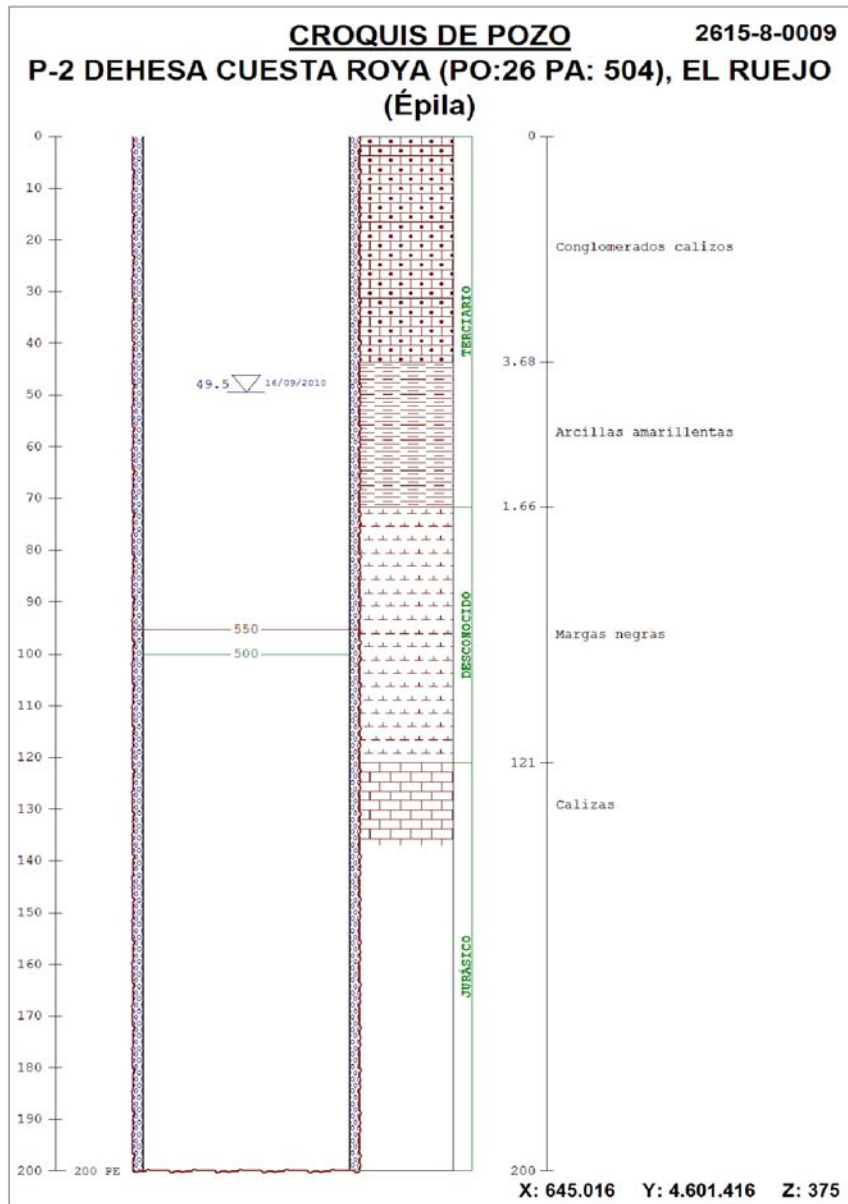 CROQUIS DE POZO
2615-8-0009
P-2 DEHESA CUESTA ROYA (PO:26 PA: 504), EL RUEJO
(Épila)
0
0
10
20
Conglomerados calizos
30
TERCIARIO
40
3.68
49.5
16/09/2010
50
Arcillas amarillentas
60
70
1.66
80
90
550
Margas negras
100
500
DESCONOCIDO
110
120
121
130
Calizas
140
150
160
JURÁSICO
170
180
190
200
200 FE
200
X: 645.016 Y: 4.601.416 Z: 375